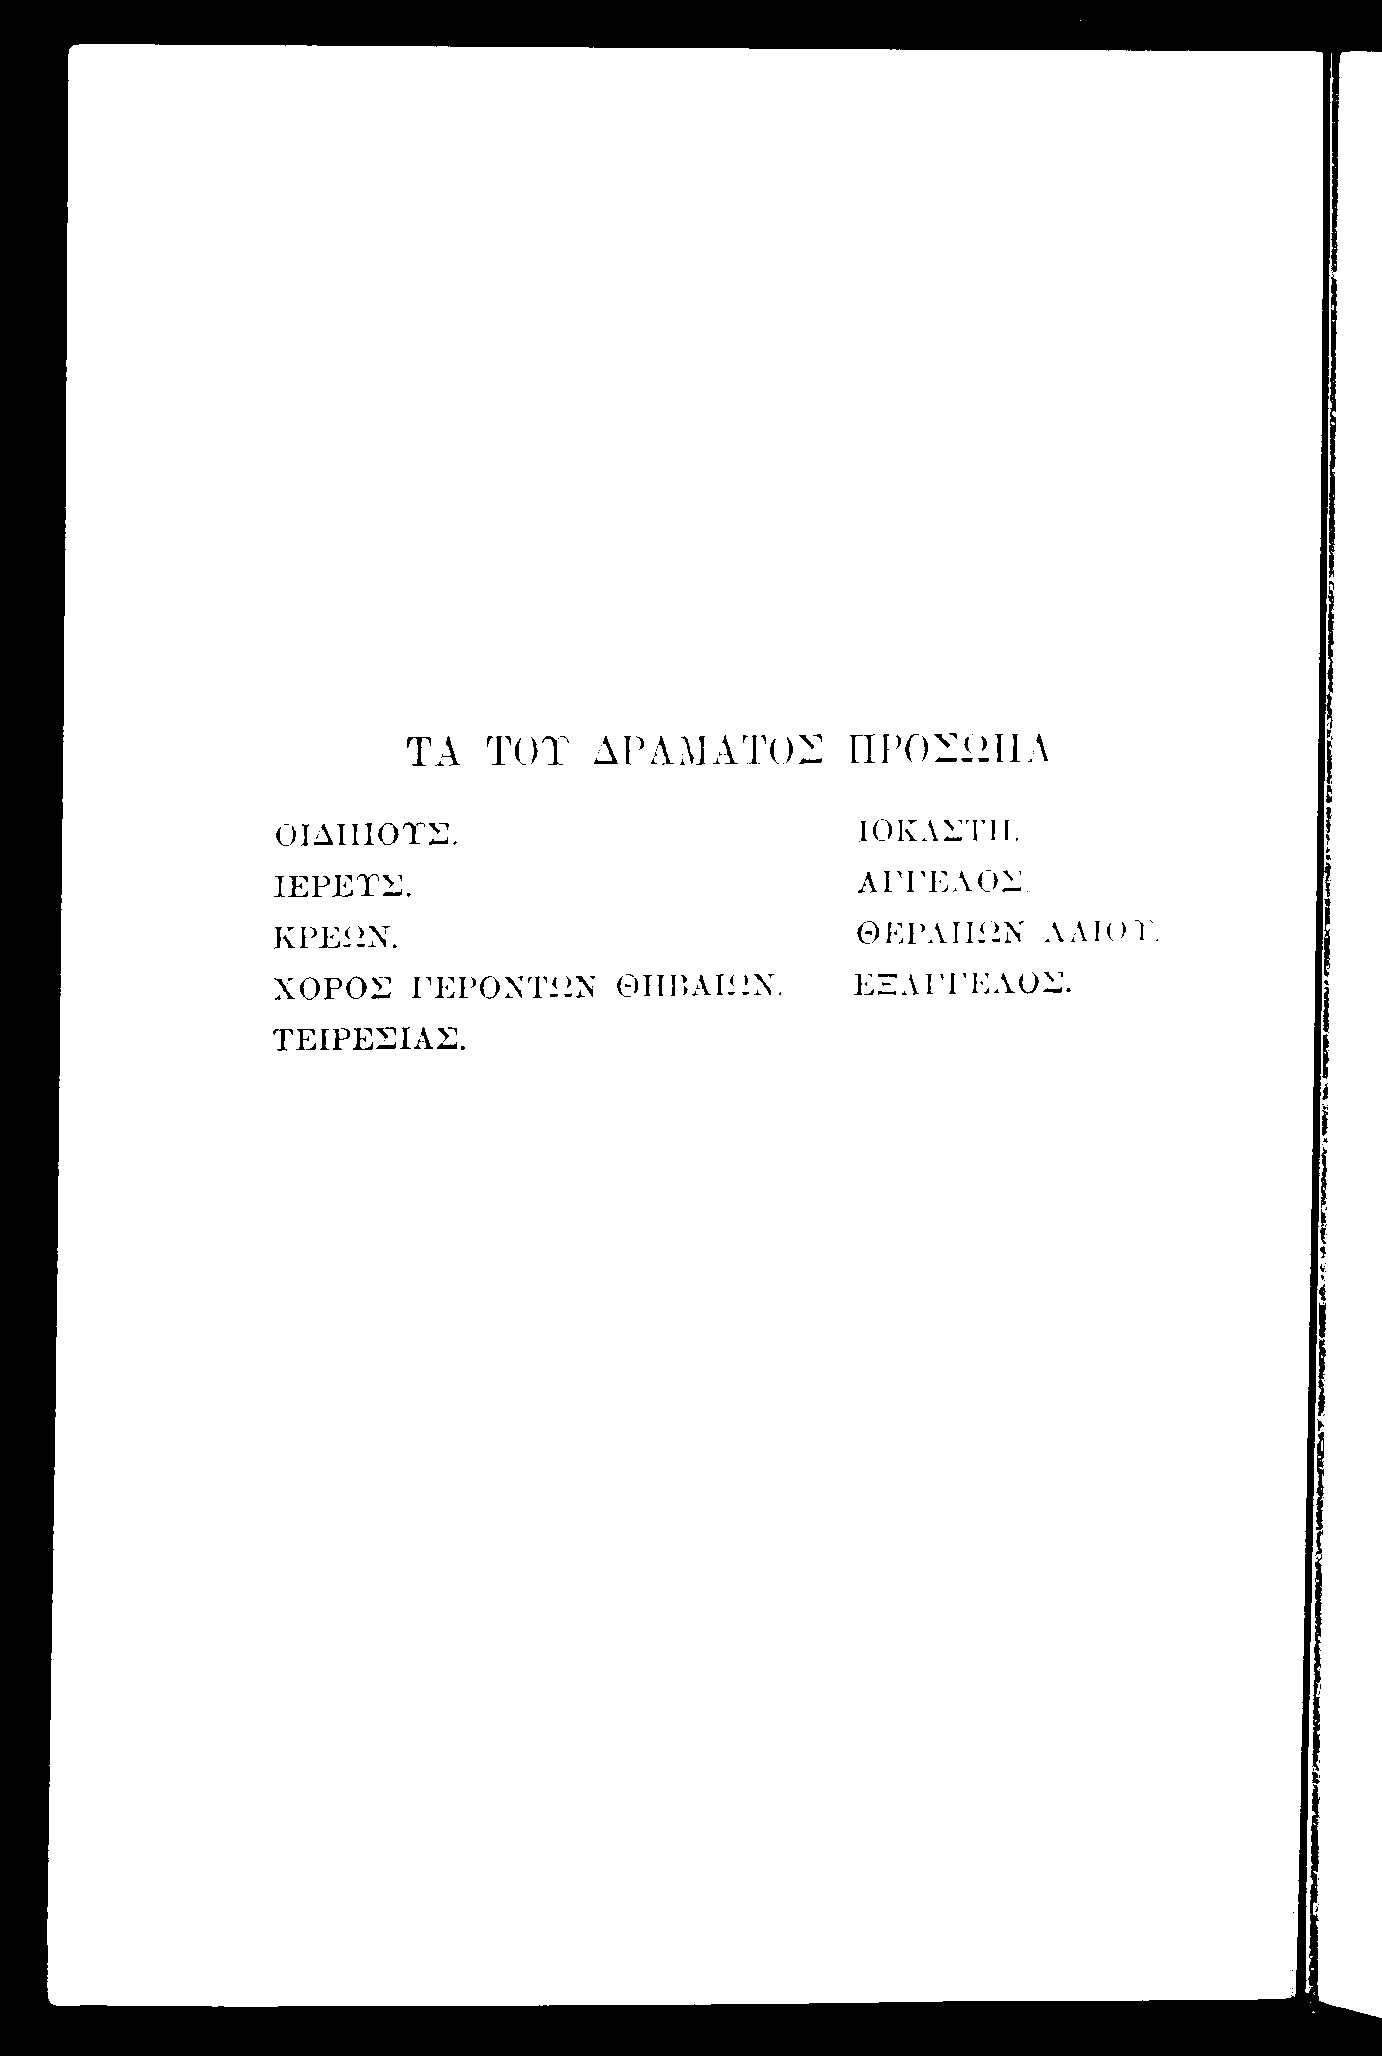 ΤΑ ΤΟΥ ΔΡΑΜΑΤΟΣ ΠΡΟΣΩΠΑ
ΟΙΔΙΠΟΥΣ.
ΙΕΡΕΥΣ.
ΚΡΕΩΝ.
ΧΟΡΟΣ ΓΕΡΟΝΤΩΝ ΘΗΒΑΙΩΝ.
ΤΕΙΡΕΣΙΑΣ.
ΙΟΚΑΣΤΗ.
ΑΓΓΕΛΟΣ.
ΘΕΡΑΠΩΝ ΛΑΙΟΥ.
ΕΞΑΓΓΕΛΟΣ.